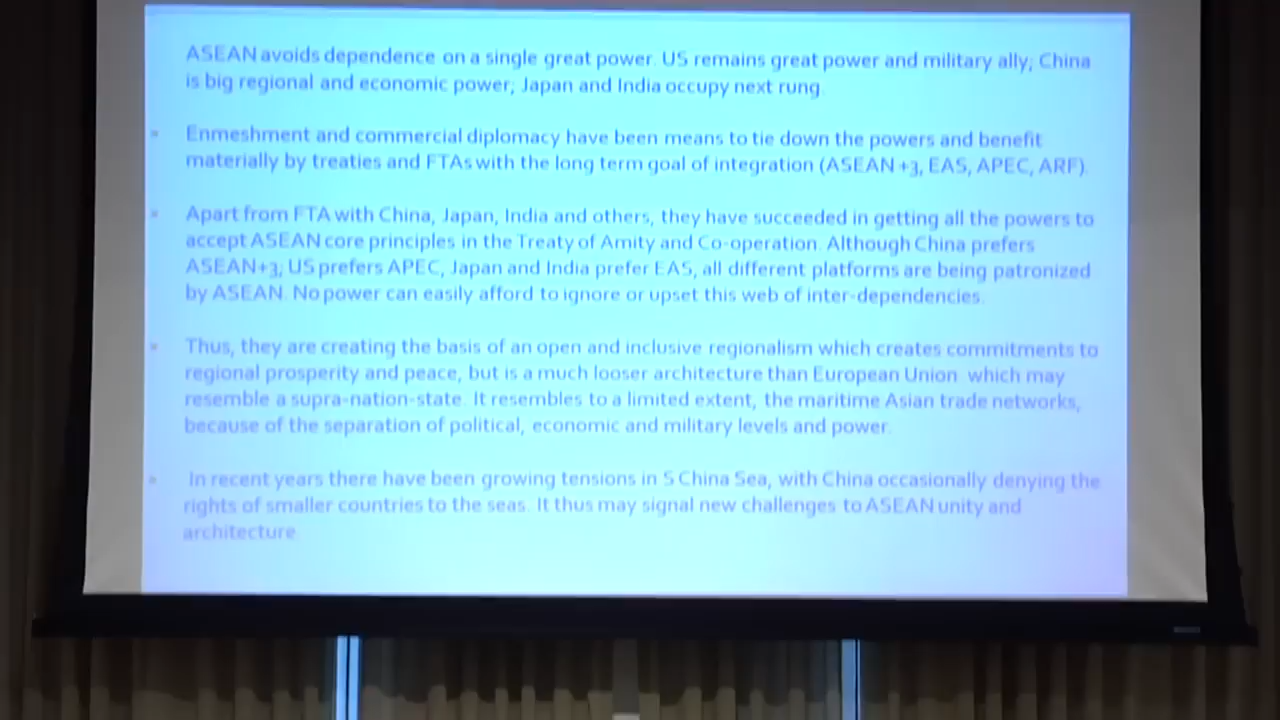 ASEAN avoids dependence on a single great power. US remains great power and military ally; China
is big regional and economic power; Japan and India occupy next rung.
Enmeshment and commercial diplomacy have been means to tie down the powers and benefit
materially by treaties and FTAs with the long term goal of integration (ASEAN +3, EAS, APEC, ARF).
Apart from FTA with China, Japan, India and others, they have succeeded in getting all the powers to
accept ASEAN core principles in the Treaty of Amity and Co-operation. Although China prefers
ASEAN+3; US prefers APEC, Japan and India prefer EAS, all different platforms are being patronized
by ASEAN. No power can easily afford to ignore or upset this web of inter-dependencies.
Thus, they are creating the basis of an open and inclusive regionalism which creates commitments to
regional prosperity and peace, but is a much looser architecture than European Union which may
resemble a supra-nation-state. It resembles to a limited extent, the maritime Asian trade networks,
because of the separation of political, economic and military levels and power.
In recent years there have been growing tensions in S China Sea, with China occasionally denying the
rights of smaller countries to the seas. It thus may signal new challenges to ASEAN unity and
architecture.